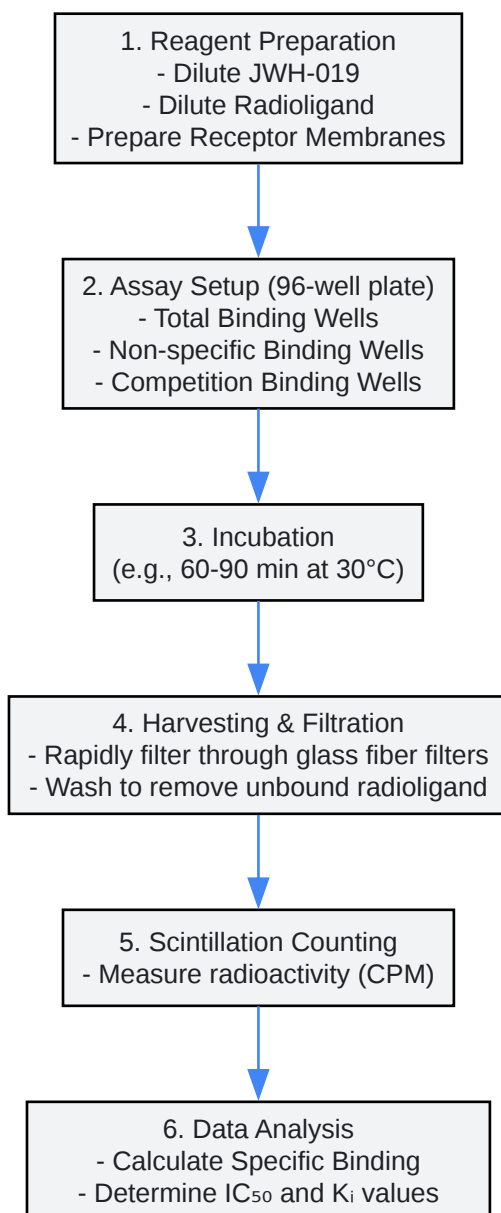 1. Reagent Preparation
- Dilute JWH-019
- Dilute Radioligand
- Prepare Receptor Membranes
2. Assay Setup (96-well plate)
- Total Binding Wells
- Non-specific Binding Wells
- Competition Binding Wells
3. Incubation
(e.g., 60-90 min at 30°C)
4. Harvesting & Filtration
- Rapidly filter through glass fiber filters
- Wash to remove unbound radioligand
5. Scintillation Counting
- Measure radioactivity (CPM)
6. Data Analysis
- Calculate Specific Binding
- Determine IC₅₀ and Kᵢ values